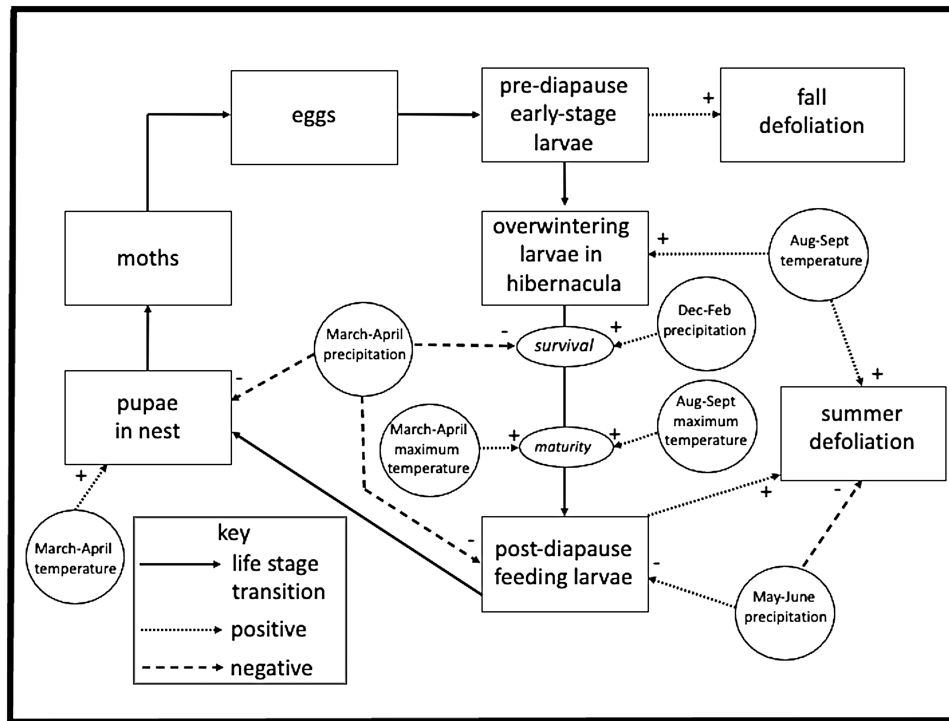 eggs
pre-diapause
early-stage
larvae
+
fall
defoliation
moths
overwintering
larvae in
hibernacula
+
Aug-Sept
temperature
March-April
precipitation
-
+
Dec-Feb
precipitation
survival
-
+
pupae
in nest
March-April
maximum
temperature
+
maturity
+
Aug-Sept
maximum
temperature
summer
defoliation
+
+
-
March-April
temperature
key
life stage
transition
positive
negative
-
post-diapause
feeding larvae
-
May-June
precipitation